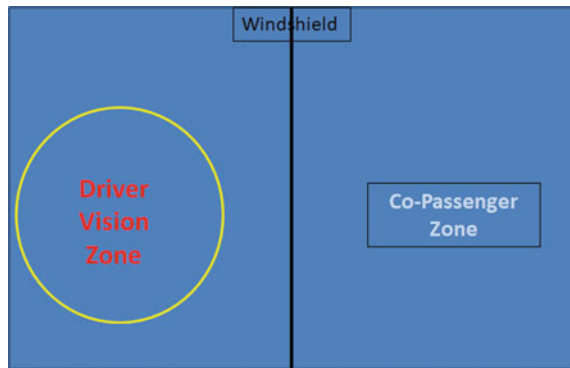 Windshield
Driver
Vision
Zone
Co-Passenger
Zone